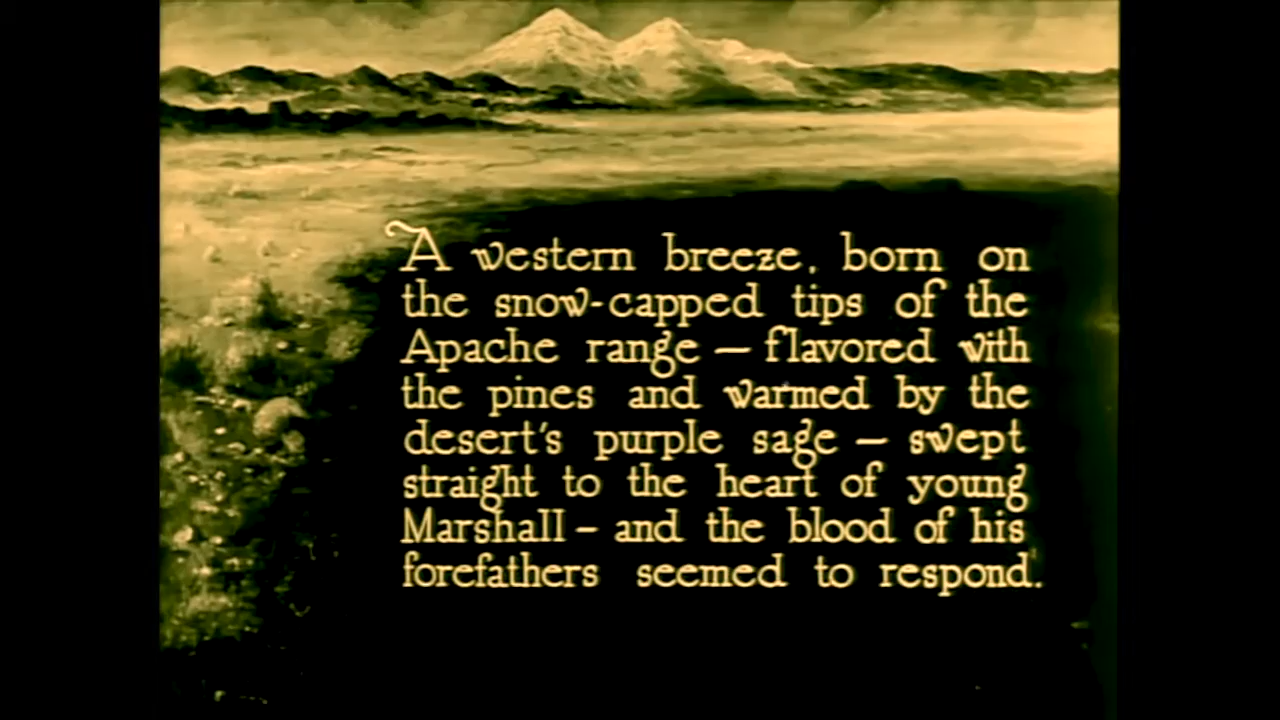 A western breeze, born on
the snow-capped tips of the
Apache range — flavored with
the pines and warmed by the
desert's purple sage — swept
straight to the heart of young
Marshall — and the blood of his
forefathers seemed to respond.